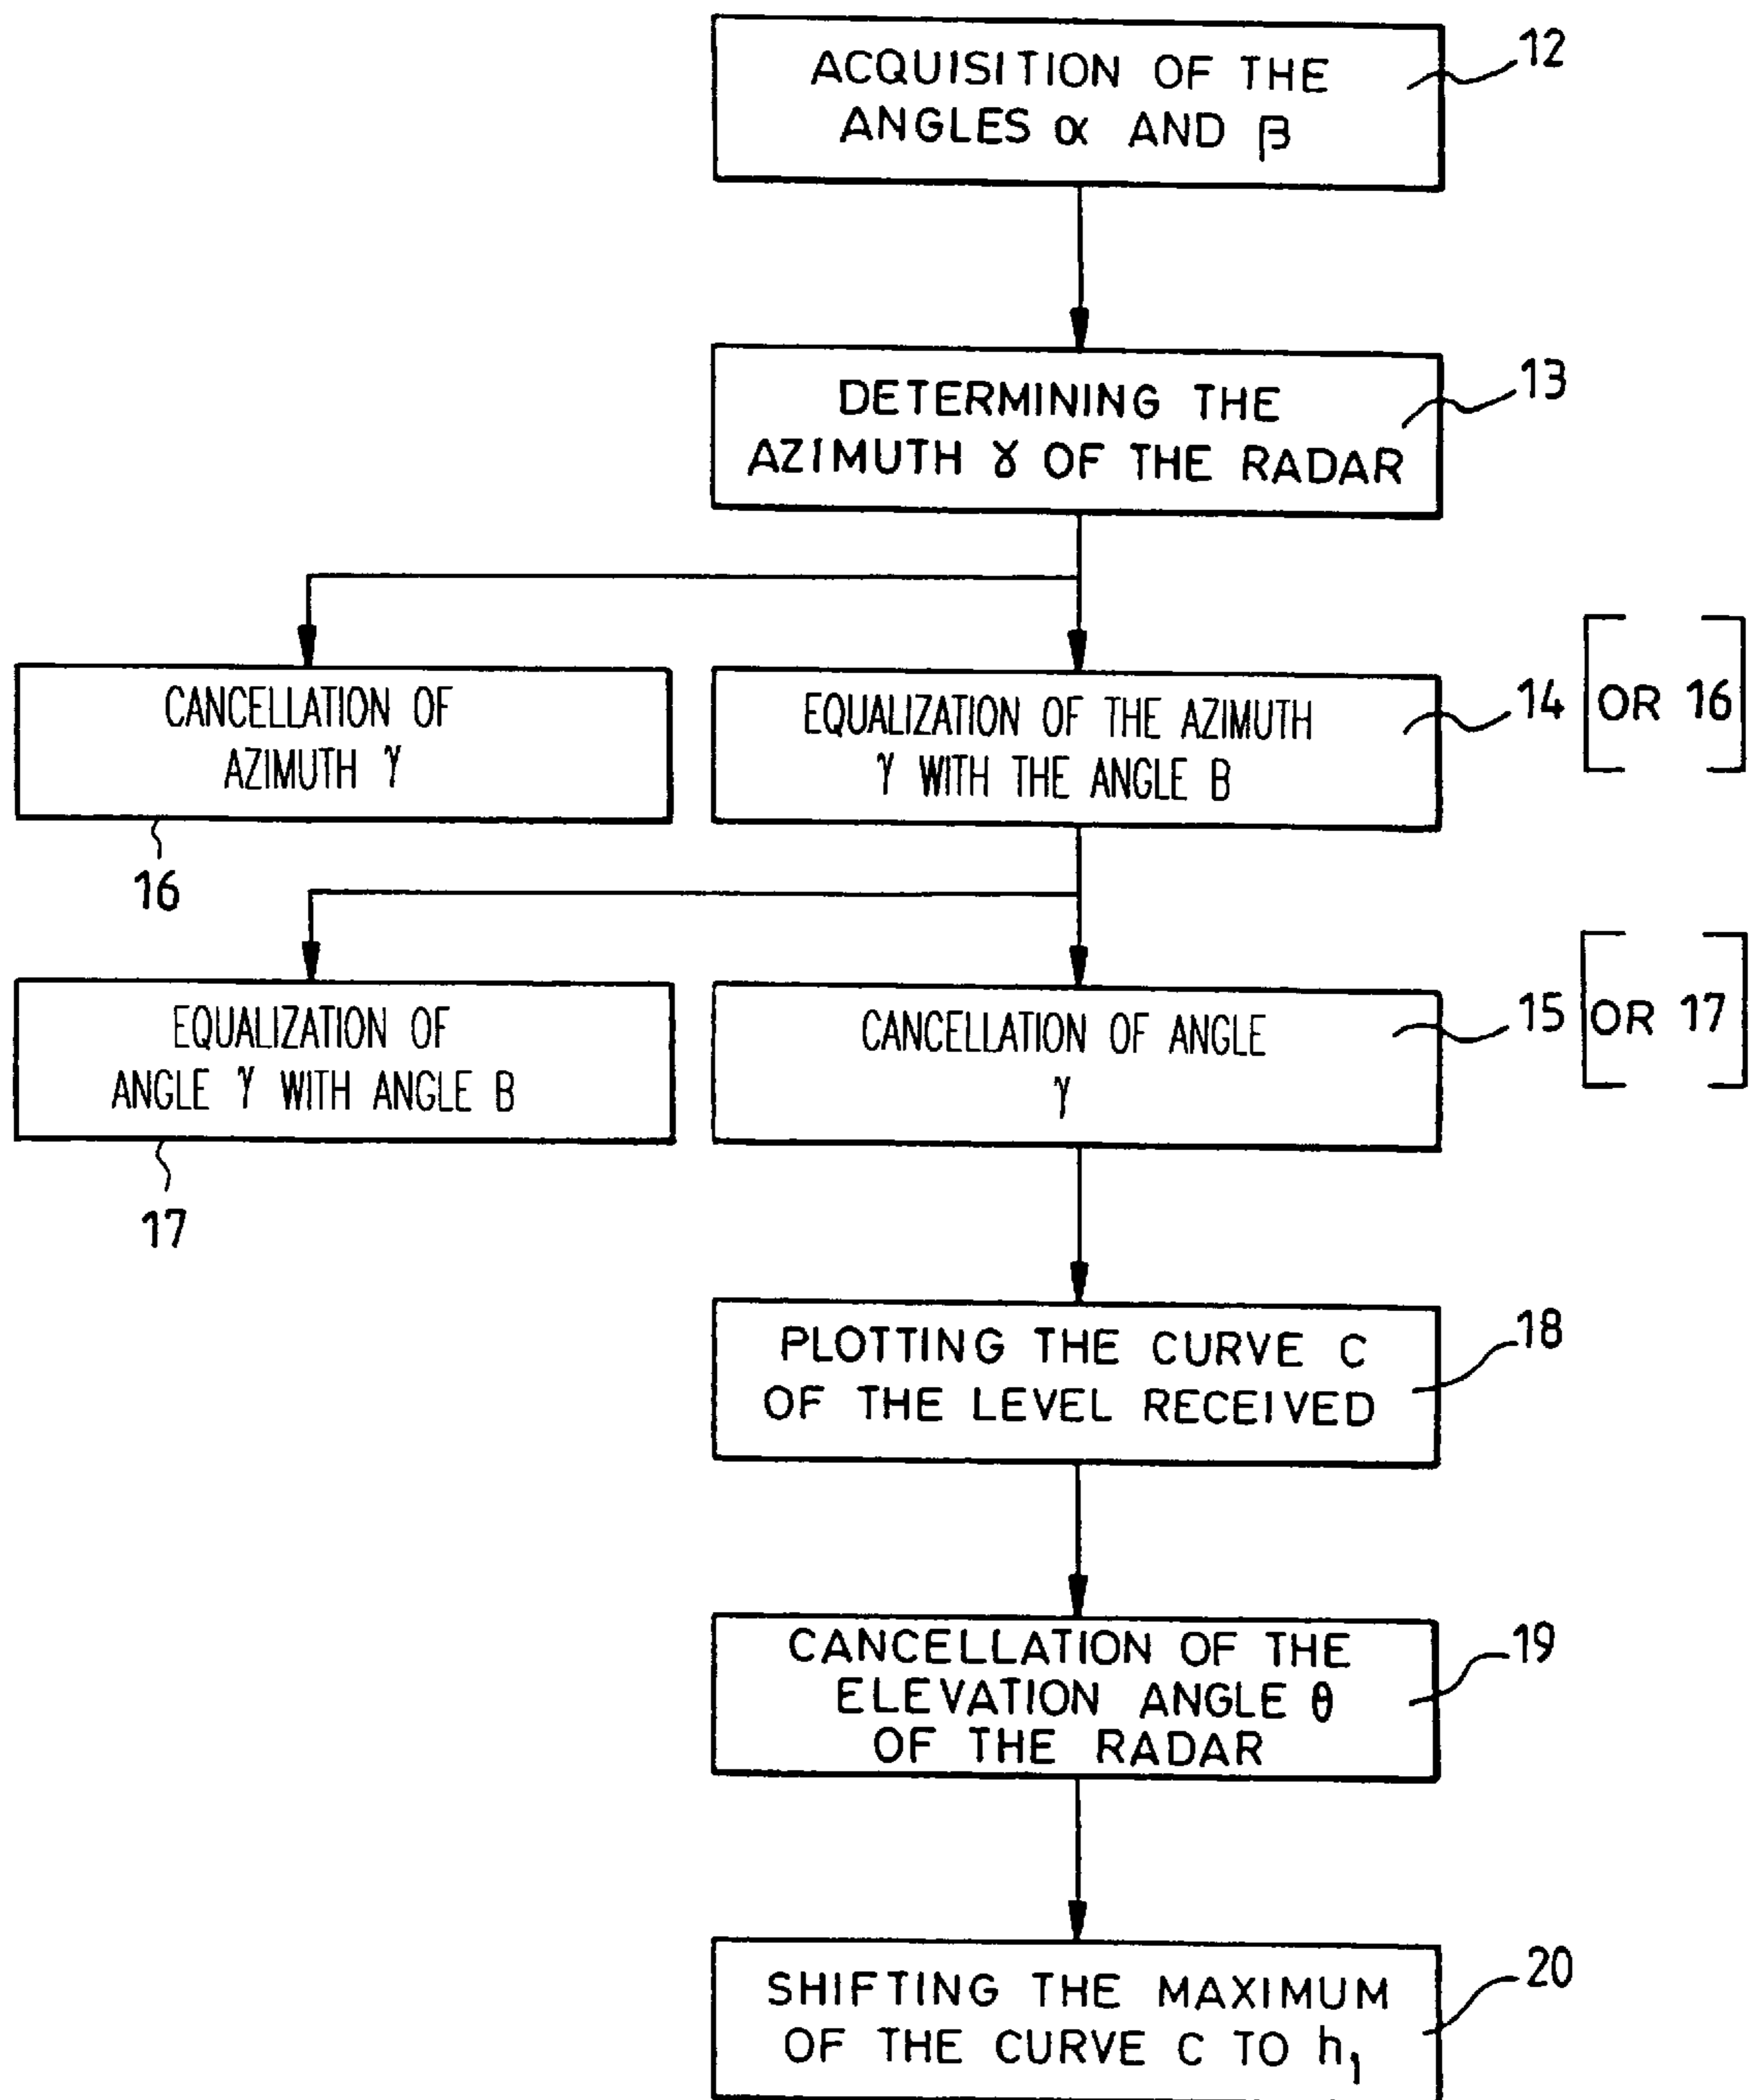 ACQUISITION OF THE
ANGLES α AND β
12
DETERMINING THE
AZIMUTH γ OF THE RADAR
13
CANCELLATION OF
AZIMUTH γ
16
EQUALIZATION OF THE AZIMUTH
γ WITH THE ANGLE B
14 [OR 16]
EQUALIZATION OF
ANGLE γ WITH ANGLE B
17
CANCELLATION OF ANGLE
γ
15 [OR 17]
PLOTTING THE CURVE C
OF THE LEVEL RECEIVED
18
CANCELLATION OF THE
ELEVATION ANGLE θ
OF THE RADAR
19
SHIFTING THE MAXIMUM
OF THE CURVE C TO h₁
20